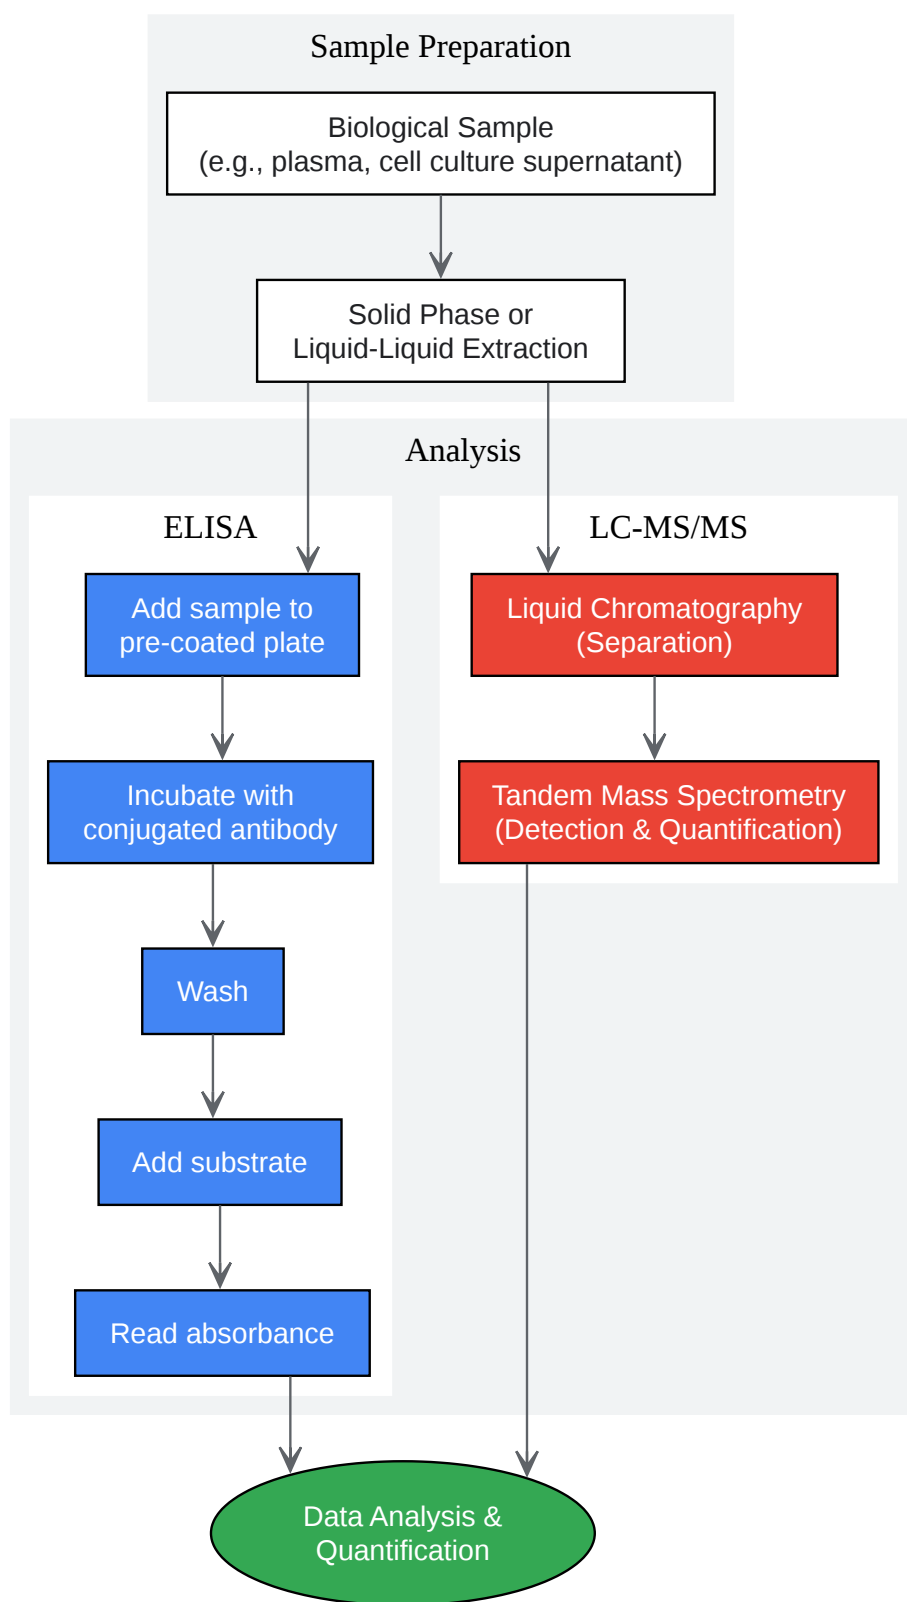 Sample Preparation
Biological Sample
(e.g., plasma, cell culture supernatant)
Solid Phase or
Liquid-Liquid Extraction
Analysis
ELISA
Add sample to
pre-coated plate
Incubate with
conjugated antibody
Wash
Add substrate
Read absorbance
LC-MS/MS
Liquid Chromatography
(Separation)
Tandem Mass Spectrometry
(Detection & Quantification)
Data Analysis &
Quantification